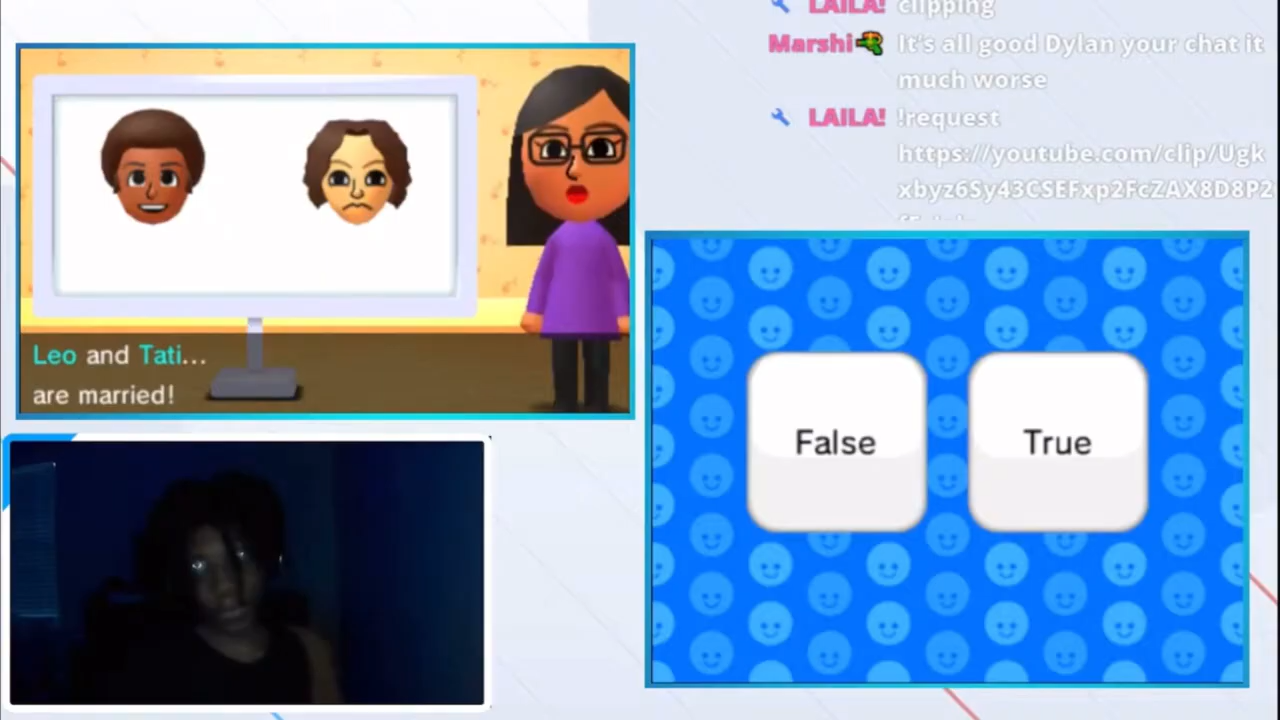 LAILA! clipping
Marshi It's all good Dylan your chat it
much worse
LAILA! !request
https://youtube.com/clip/Ugk
xbyz6Sy43CSEFxp2FcZAX8D8P2
Leo and Tati...
are married!
False
True